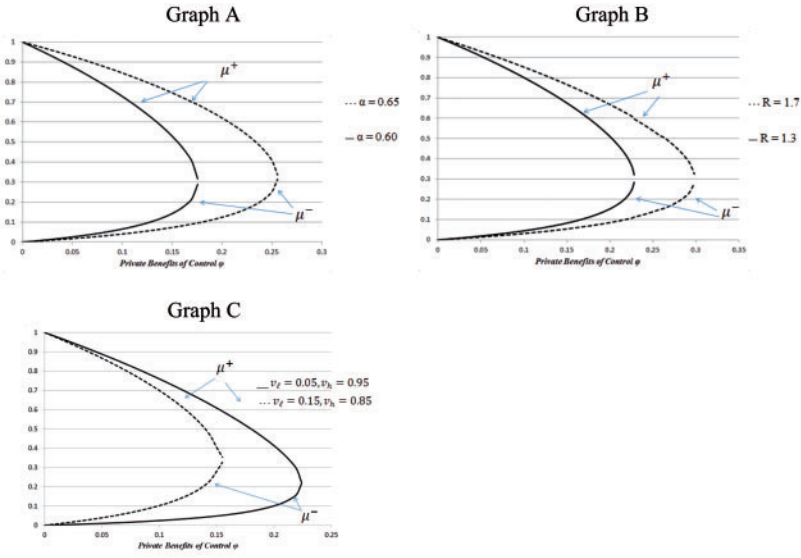 Graph A
1
0.9
0.8
0.7
0.6
0.5
0.4
0.3
0.2
0.1
0
0 0.05 0.1 0.15 0.2 0.25 0.3
Private Benefits of Control φ
μ⁺
μ⁻
--- α = 0.65
— α = 0.60
Graph B
1
0.9
0.8
0.7
0.6
0.5
0.4
0.3
0.2
0.1
0
0 0.05 0.1 0.15 0.2 0.25 0.3 0.35
Private Benefits of Control φ
μ⁺
μ⁻
--- R = 1.7
— R = 1.3
Graph C
1
0.9
0.8
0.7
0.6
0.5
0.4
0.3
0.2
0.1
0
0 0.05 0.1 0.15 0.2 0.25
Private Benefits of Control φ
μ⁺
μ⁻
— vℓ = 0.05, vₕ = 0.95
... vℓ = 0.15, vₕ = 0.85